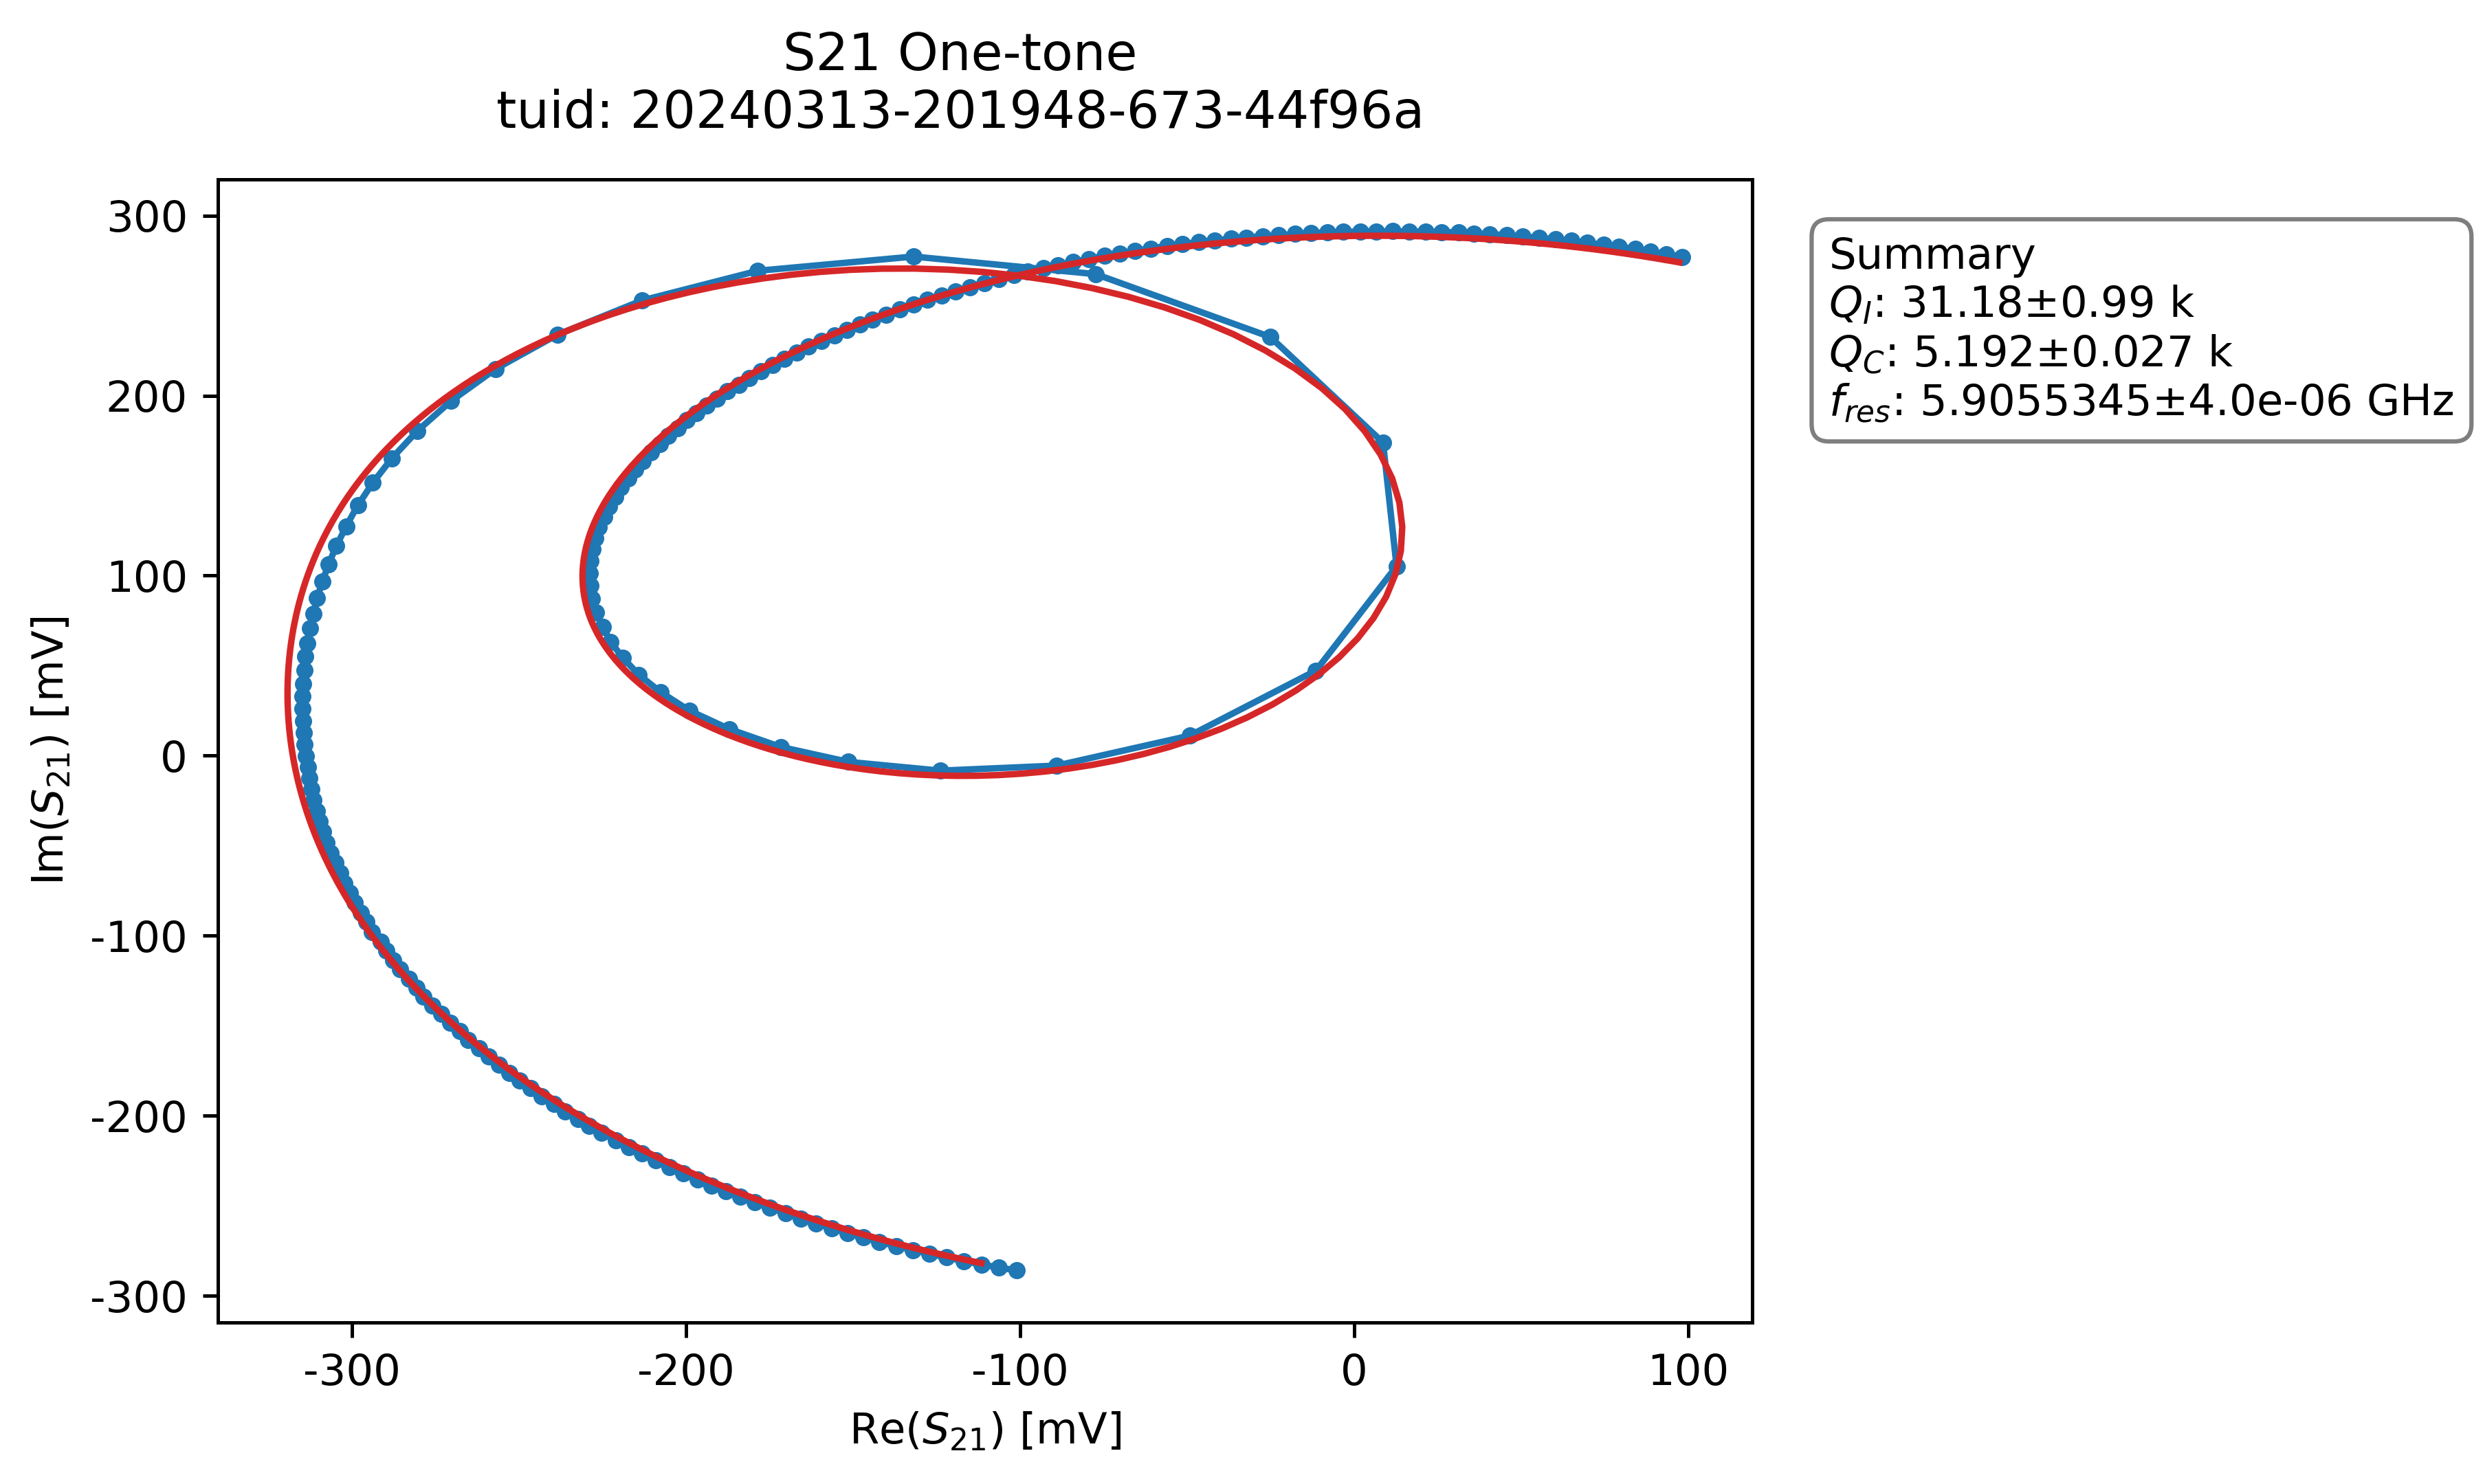 S21 One-tone
tuid: 20240313-201948-673-44f96a
300
200
100
0
-100
-200
-300
Im(S21) [mV]
-300 -200 -100 0 100
Re(S21) [mV]
Summary
QI: 31.18±0.99 k
QC: 5.192±0.027 k
fres: 5.9055345±4.0e-06 GHz